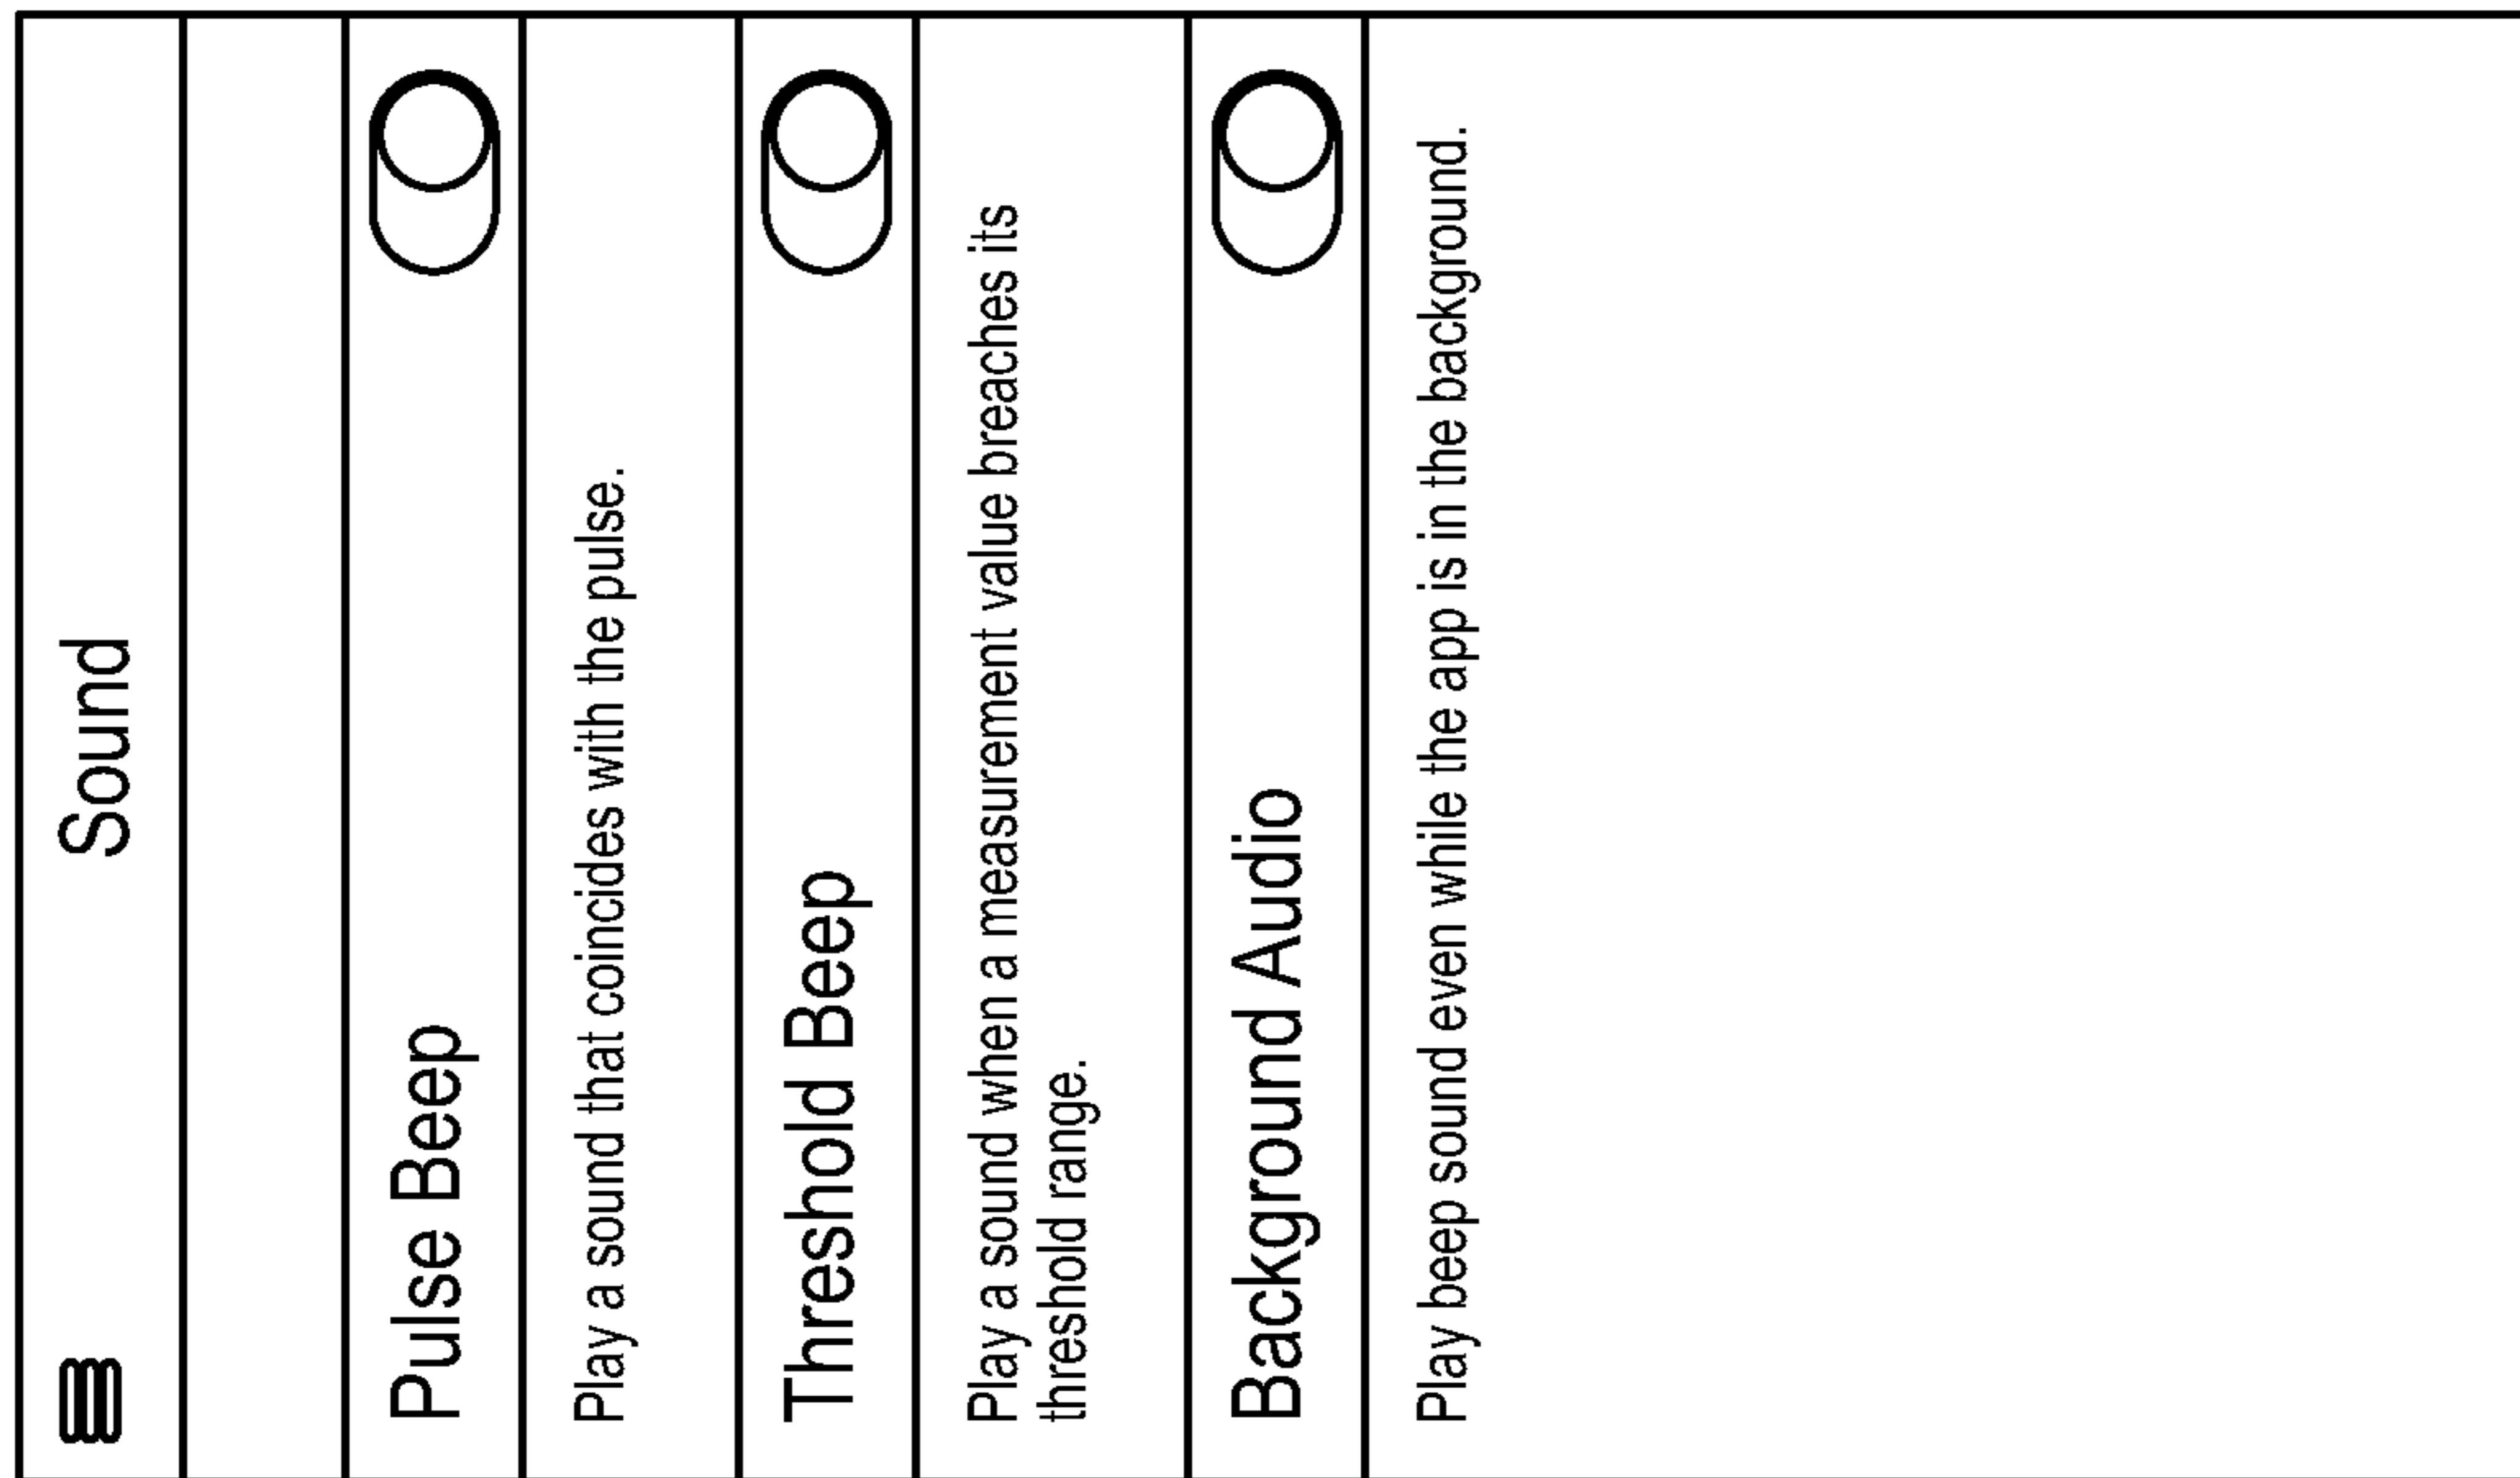 Sound
Pulse Beep
Play a sound that coincides with the pulse.
Threshold Beep
Play a sound when a measurement value breaches its
threshold range.
Background Audio
Play beep sound even while the app is in the background.